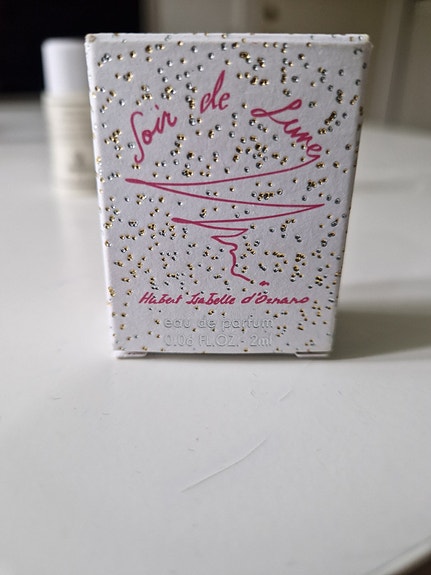 Soir de Lune
Hubert Isabelle d'Ornano
eau de parfum
0.06 FL.OZ. - 2ml